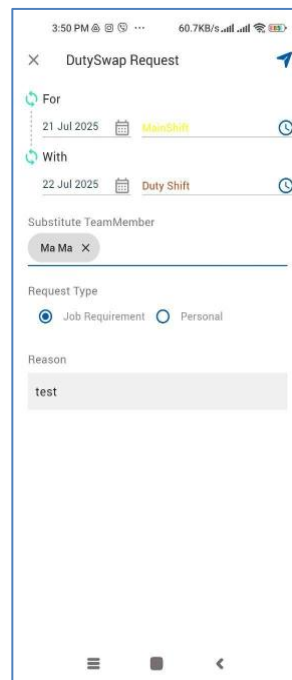 3:50 PM ... 60.7KB/s
DutySwap Request
For
21 Jul 2025 MainShift
With
22 Jul 2025 Duty Shift
Substitute TeamMember
Ma Ma
Request Type
Job Requirement Personal
Reason
test